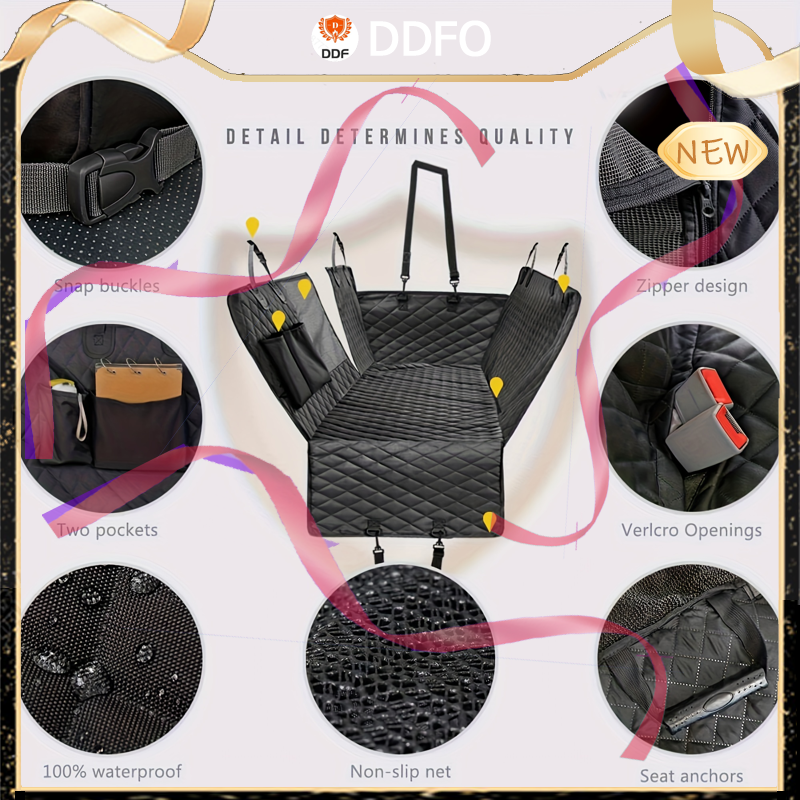 DDF
DDFO
DETAIL DETERMINES QUALITY
NEW
Snap buckles
Zipper design
Two pockets
Verlcro Openings
100% waterproof
Non-slip net
Seat anchors